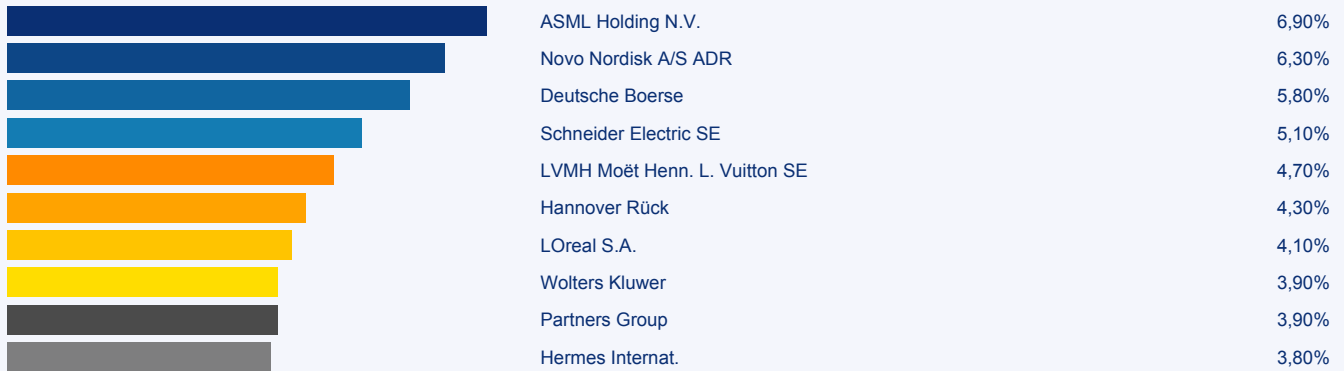 ASML Holding N.V. 6,90%
Novo Nordisk A/S ADR 6,30%
Deutsche Boerse 5,80%
Schneider Electric SE 5,10%
LVMH Moët Henn. L. Vuitton SE 4,70%
Hannover Rück 4,30%
LOreal S.A. 4,10%
Wolters Kluwer 3,90%
Partners Group 3,90%
Hermes Internat. 3,80%